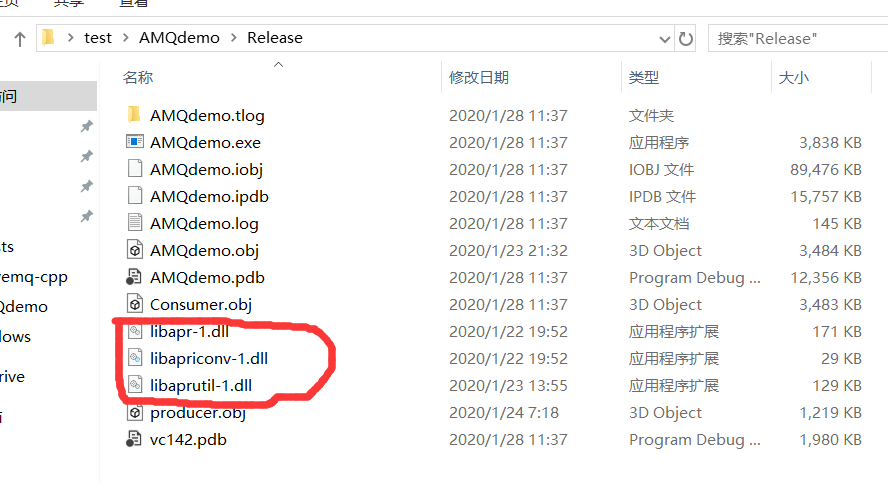 共享 查看
test > AMQdemo > Release
搜索"Release"
名称 修改日期 类型 大小
AMQdemo.tlog 2020/1/28 11:37 文件夹
AMQdemo.exe 2020/1/28 11:37 应用程序 3,838 KB
AMQdemo.iobj 2020/1/28 11:37 IOBJ 文件 89,476 KB
AMQdemo.ipdb 2020/1/28 11:37 IPDB 文件 15,757 KB
AMQdemo.log 2020/1/28 11:37 文本文档 145 KB
AMQdemo.obj 2020/1/23 21:32 3D Object 3,484 KB
AMQdemo.pdb 2020/1/28 11:37 Program Debug ... 12,356 KB
Consumer.obj 2020/1/28 11:37 3D Object 3,483 KB
libapr-1.dll 2020/1/22 19:52 应用程序扩展 171 KB
libapriconv-1.dll 2020/1/22 19:52 应用程序扩展 29 KB
libaprutil-1.dll 2020/1/23 13:55 应用程序扩展 129 KB
producer.obj 2020/1/24 7:18 3D Object 1,219 KB
vc142.pdb 2020/1/28 11:37 Program Debug ... 1,980 KB
问
ts
emq-cpp
demo
ows
rive